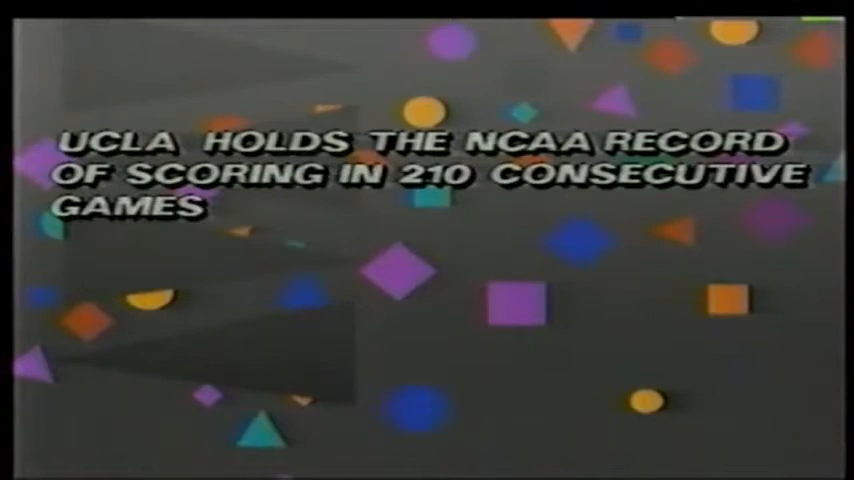 UCLA HOLDS THE NCAA RECORD
OF SCORING IN 210 CONSECUTIVE
GAMES